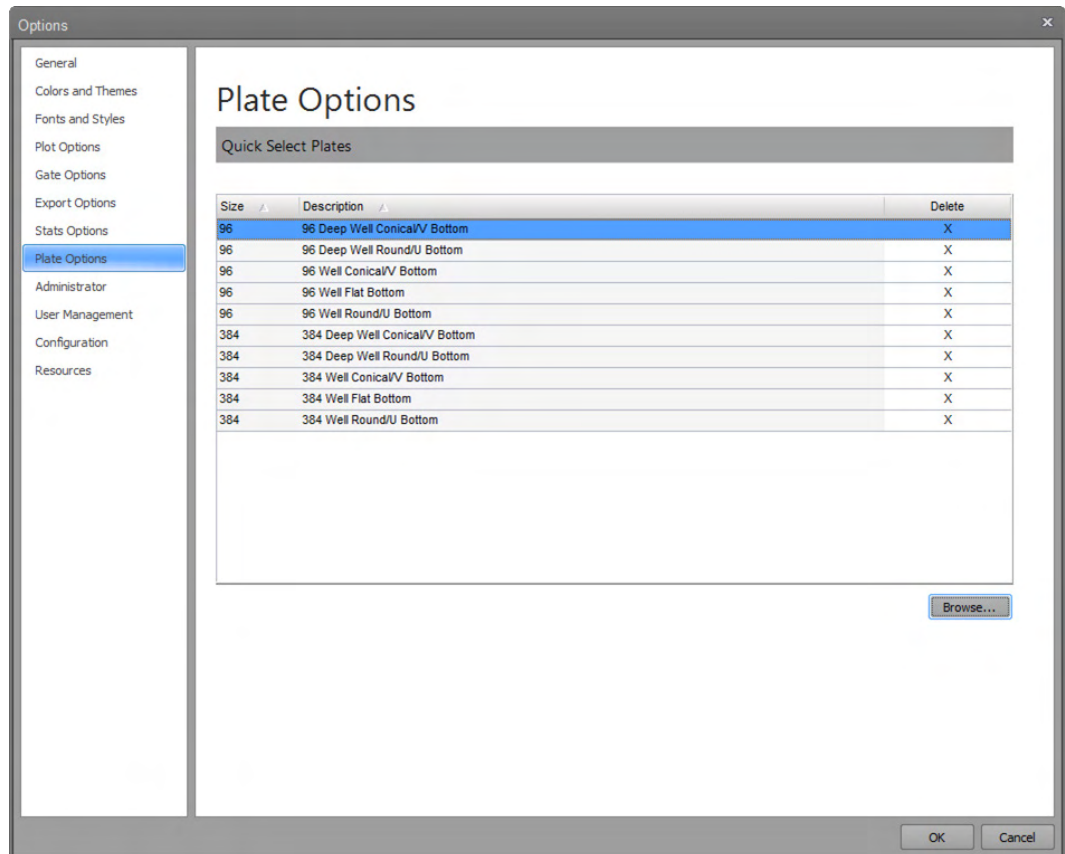 Options
×
General
Colors and Themes
Fonts and Styles
Plot Options
Gate Options
Export Options
Stats Options
Plate Options
Administrator
User Management
Configuration
Resources
Plate Options
Quick Select Plates
Size Description Delete
96 96 Deep Well Conical/V Bottom X
96 96 Deep Well Round/U Bottom X
96 96 Well Conical/V Bottom X
96 96 Well Flat Bottom X
96 96 Well Round/U Bottom X
384 384 Deep Well Conical/V Bottom X
384 384 Deep Well Round/U Bottom X
384 384 Well Conical/V Bottom X
384 384 Well Flat Bottom X
384 384 Well Round/U Bottom X
Browse...
OK Cancel